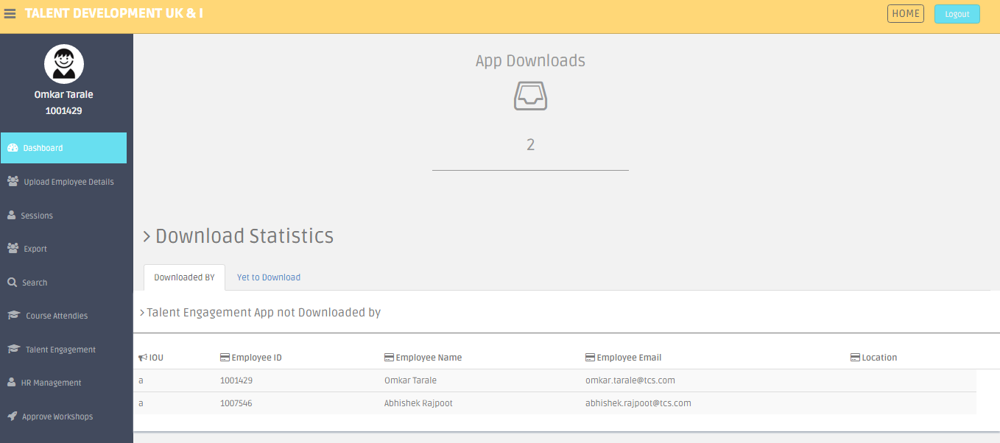 TALENT DEVELOPMENT UK & I
HOME
Logout
Omkar Tarale
1001429
Dashboard
Upload Employee Details
Sessions
Export
Search
Course Attendies
Talent Engagement
HR Management
Approve Workshops
App Downloads
2
Download Statistics
Downloaded BY
Yet to Download
Talent Engagement App not Downloaded by
IOU Employee ID Employee Name Employee Email Location
a 1001429 Omkar Tarale omkar.tarale@tcs.com
a 1007546 Abhishek Rajpoot abhishek.rajpoot@tcs.com